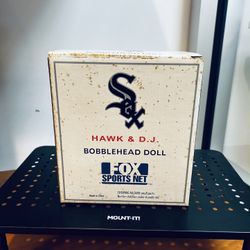 Sox
HAWK & D.J.
BOBBLEHEAD DOLL
FOX
SPORTS NET
MOUNT-IT!